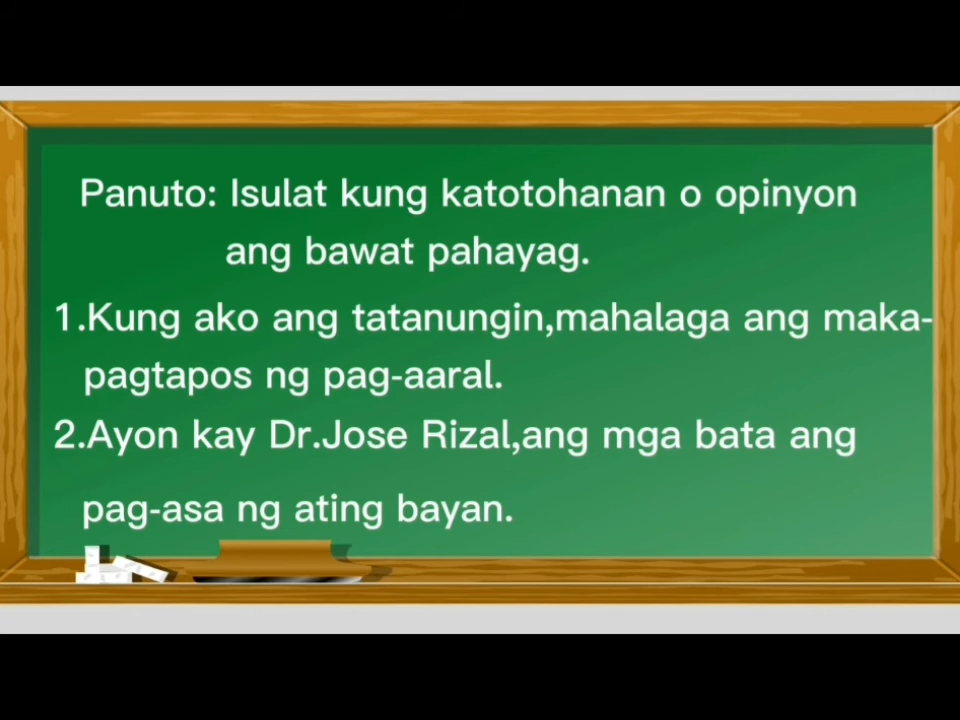 Panuto: Isulat kung katotohanan o opinyon
ang bawat pahayag.
1.Kung ako ang tatanungin,mahalaga ang maka-
pagtapos ng pag-aaral.
2.Ayon kay Dr.Jose Rizal,ang mga bata ang
pag-asa ng ating bayan.